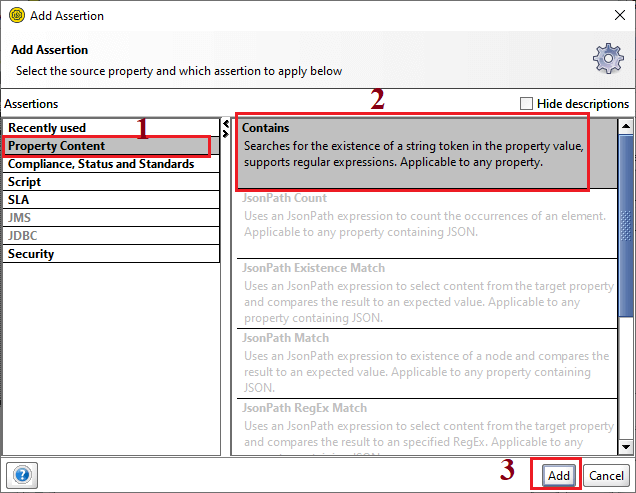 Add Assertion
Add Assertion
Select the source property and which assertion to apply below
Assertions
2
Hide descriptions
Recently used
1
Property Content
Compliance, Status and Standards
Script
SLA
JMS
JDBC
Security
Contains
Searches for the existence of a string token in the property value,
supports regular expressions. Applicable to any property.
JsonPath Count
Uses an JsonPath expression to count the occurrences of an element.
Applicable to any property containing JSON.
JsonPath Existence Match
Uses an JsonPath expression to select content from the target property
and compares the result to an expected value. Applicable to any
property containing JSON.
JsonPath Match
Uses an JsonPath expression to existence of a node and compares the
result to an expected value. Applicable to any property containing
JSON.
JsonPath RegEx Match
Uses an JsonPath expression to select content from the target property
and compares the result to an specified RegEx. Applicable to any
3
Add
Cancel